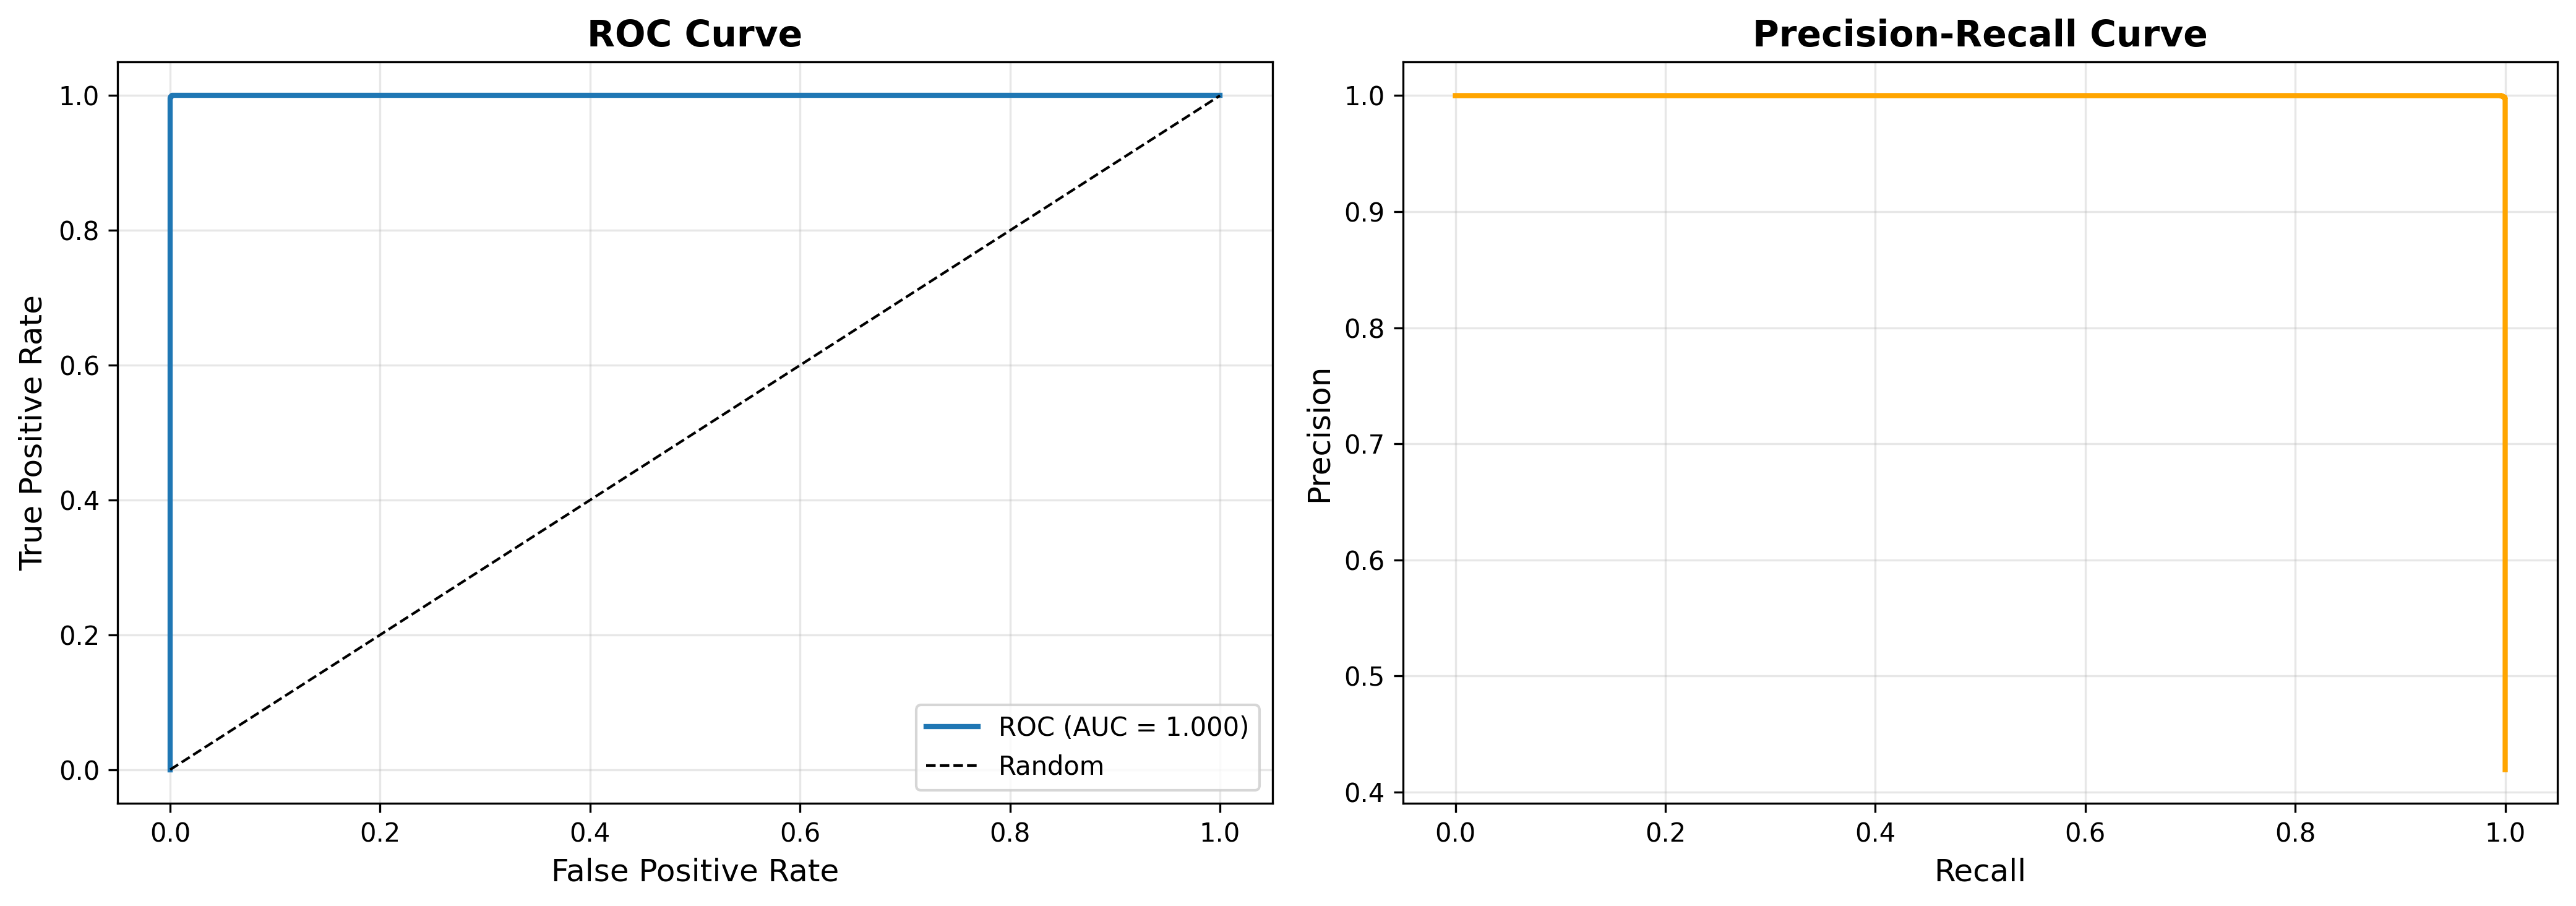 ROC Curve
1.0
0.8
0.6
0.4
0.2
0.0
True Positive Rate
0.0 0.2 0.4 0.6 0.8 1.0
False Positive Rate
ROC (AUC = 1.000)
Random
Precision-Recall Curve
1.0
0.9
0.8
0.7
0.6
0.5
0.4
Precision
0.0 0.2 0.4 0.6 0.8 1.0
Recall